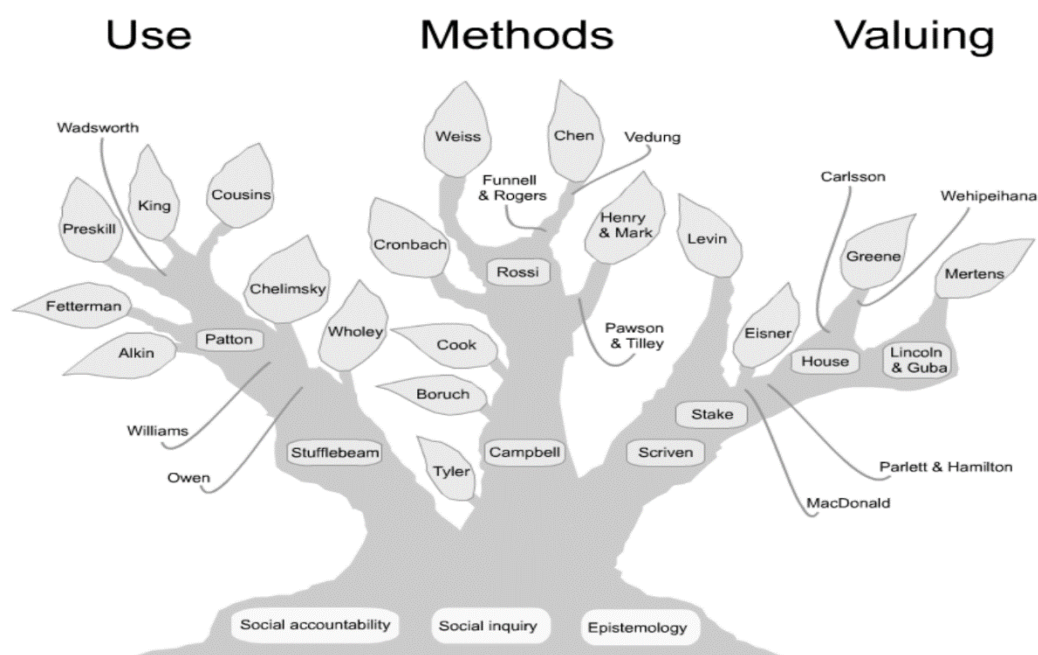 Use Methods Valuing
Weiss
Chen
Wadsworth
Vedung
Carlsson
Funnell
& Rogers
Wehipeihana
King
Cousins
Preskill
Henry
& Mark
Levin
Cronbach
Greene
Mertens
Rossi
Chelimsky
Fetterman
Wholey
Eisner
Patton
Pawson
& Tilley
Cook
Alkin
House
Lincoln
& Guba
Boruch
Stake
Williams
Stufflebeam
Campbell
Scriven
Tyler
Parlett & Hamilton
Owen
MacDonald
Social accountability
Social inquiry
Epistemology